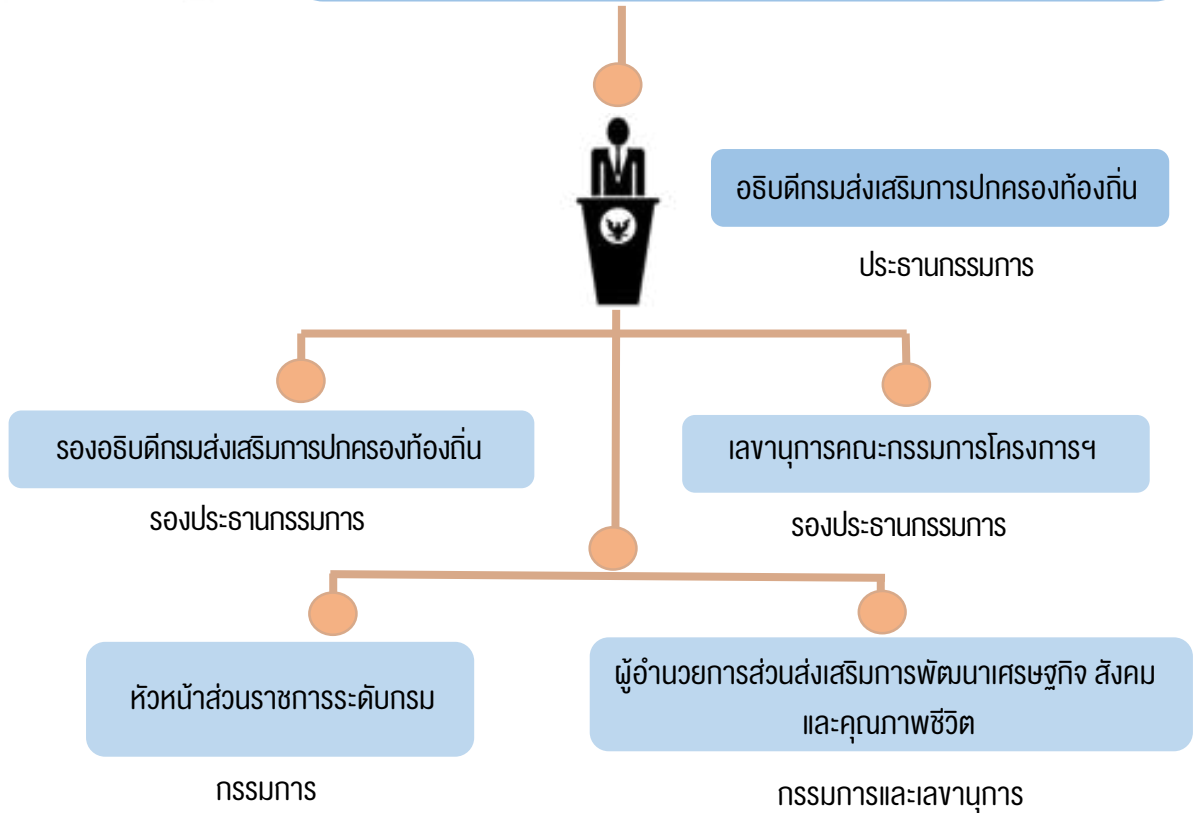 อธิบดีกรมส่งเสริมการปกครองท้องถิ่น
ประธานกรรมการ
รองอธิบดีกรมส่งเสริมการปกครองท้องถิ่น
รองประธานกรรมการ
เลขานุการคณะกรรมการโครงการฯ
รองประธานกรรมการ
หัวหน้าส่วนราชการระดับกรม
กรรมการ
ผู้อำนวยการส่วนส่งเสริมการพัฒนาเศรษฐกิจ สังคม
และคุณภาพชีวิต
กรรมการและเลขานุการ